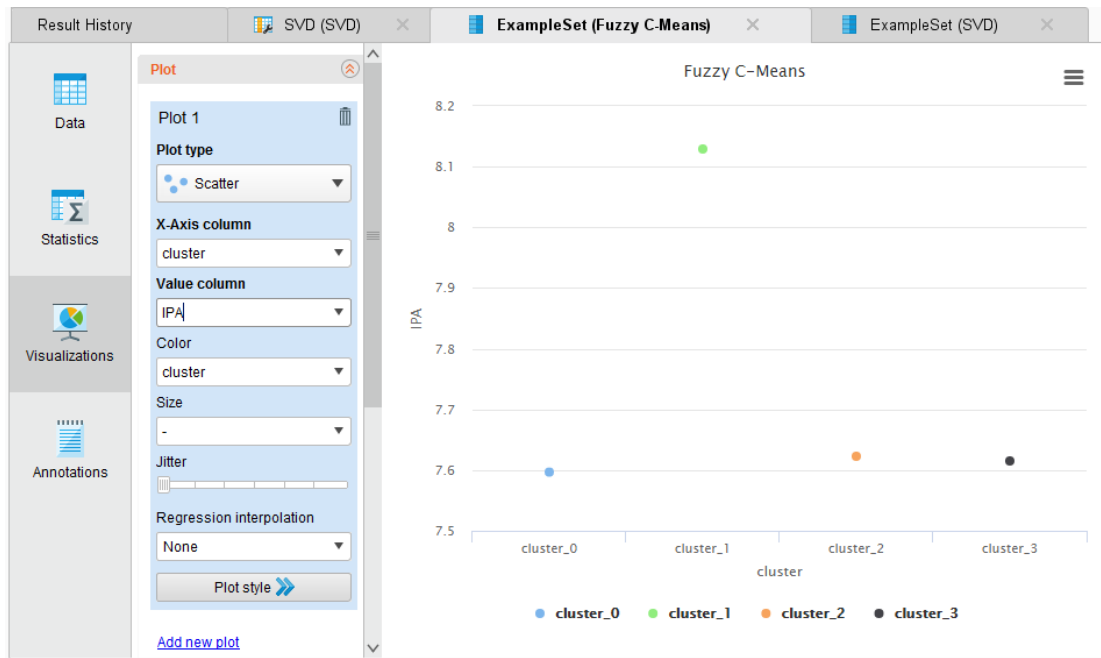 Result History
SVD (SVD)
ExampleSet (Fuzzy C-Means)
ExampleSet (SVD)
Data
Statistics
Visualizations
Annotations
Plot
Plot 1
Plot type
Scatter
X-Axis column
cluster
Value column
IPA
Color
cluster
Size
-
Jitter
Regression interpolation
None
Plot style
Add new plot
Fuzzy C-Means
8.2
8.1
8
7.9
7.8
7.7
7.6
7.5
IPA
cluster_0 cluster_1 cluster_2 cluster_3
cluster
cluster_0 cluster_1 cluster_2 cluster_3